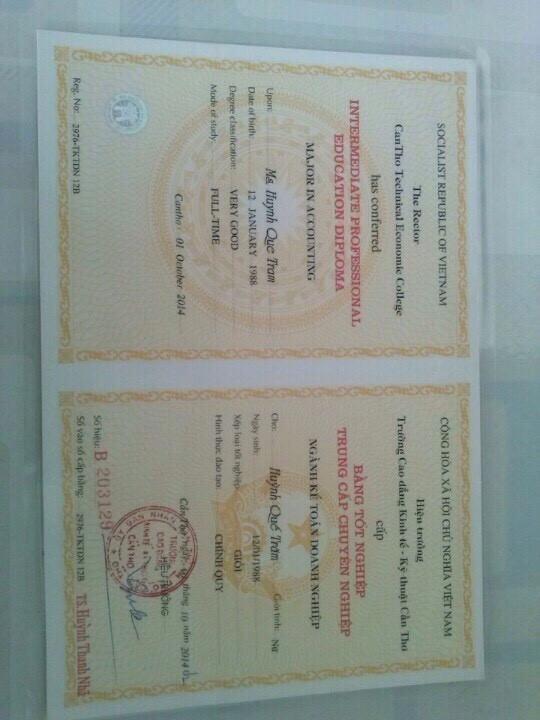 SOCIALIST REPUBLIC OF VIETNAM
The Rector
CanTho Technical Economic College
has conferred
INTERMEDIATE PROFESSIONAL
EDUCATION DIPLOMA
MAJOR IN ACCOUNTING
Upon: Ms. Huynh Que Tram
Date of birth: 12 JANUARY 1988
Degree classification: VERY GOOD
Mode of study: FULL-TIME
Cantho, 01 October 2014
Reg. No: 2976-TKTDN 12B
CỘNG HÒA XÃ HỘI CHỦ NGHĨA VIỆT NAM
Hiệu trưởng
Trường Cao đẳng Kinh tế - Kỹ thuật Cần Thơ
cấp
BẰNG TỐT NGHIỆP
TRUNG CẤP CHUYÊN NGHIỆP
NGÀNH KẾ TOÁN DOANH NGHIỆP
Cho: Huỳnh Quế Trâm Giới tính: Nữ
Ngày sinh: 12/01/1988
Xếp loại tốt nghiệp: GIỎI
Hình thức đào tạo: CHÍNH QUY
Cần Thơ, ngày tháng 10 năm 2014
HIỆU TRƯỞNG
Số hiệu: B 203129
Số vào sổ cấp bằng: 2976-TKTDN 12B
TS. Huỳnh Thanh Nhã